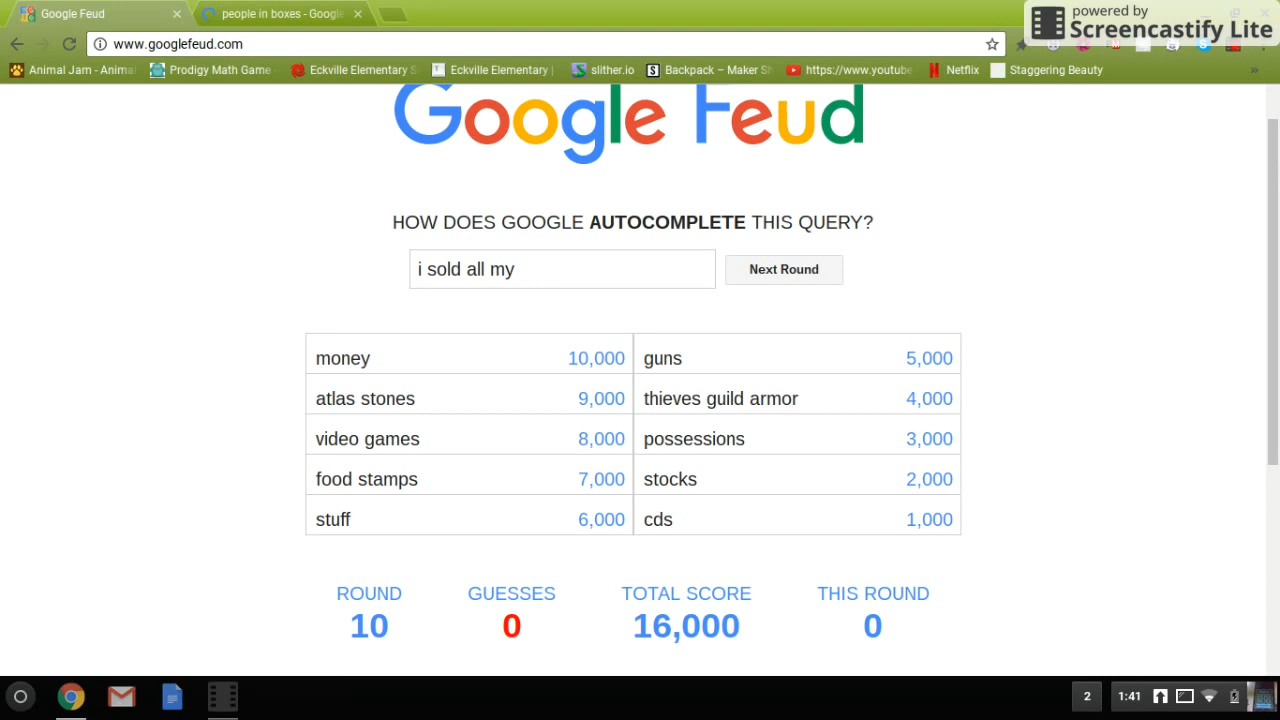 Google Feud
people in boxes - Google
powered by
Screencastify Lite
www.googlefeud.com
Animal Jam - Anima
Prodigy Math Game
Eckville Elementary S
Eckville Elementary |
slither.io
Backpack – Maker Sh
https://www.youtube
Netflix
Staggering Beauty
Google Feud
HOW DOES GOOGLE AUTOCOMPLETE THIS QUERY?
i sold all my
Next Round
money 10,000
guns 5,000
atlas stones 9,000
thieves guild armor 4,000
video games 8,000
possessions 3,000
food stamps 7,000
stocks 2,000
stuff 6,000
cds 1,000
ROUND GUESSES TOTAL SCORE THIS ROUND
10 0 16,000 0
2 1:41